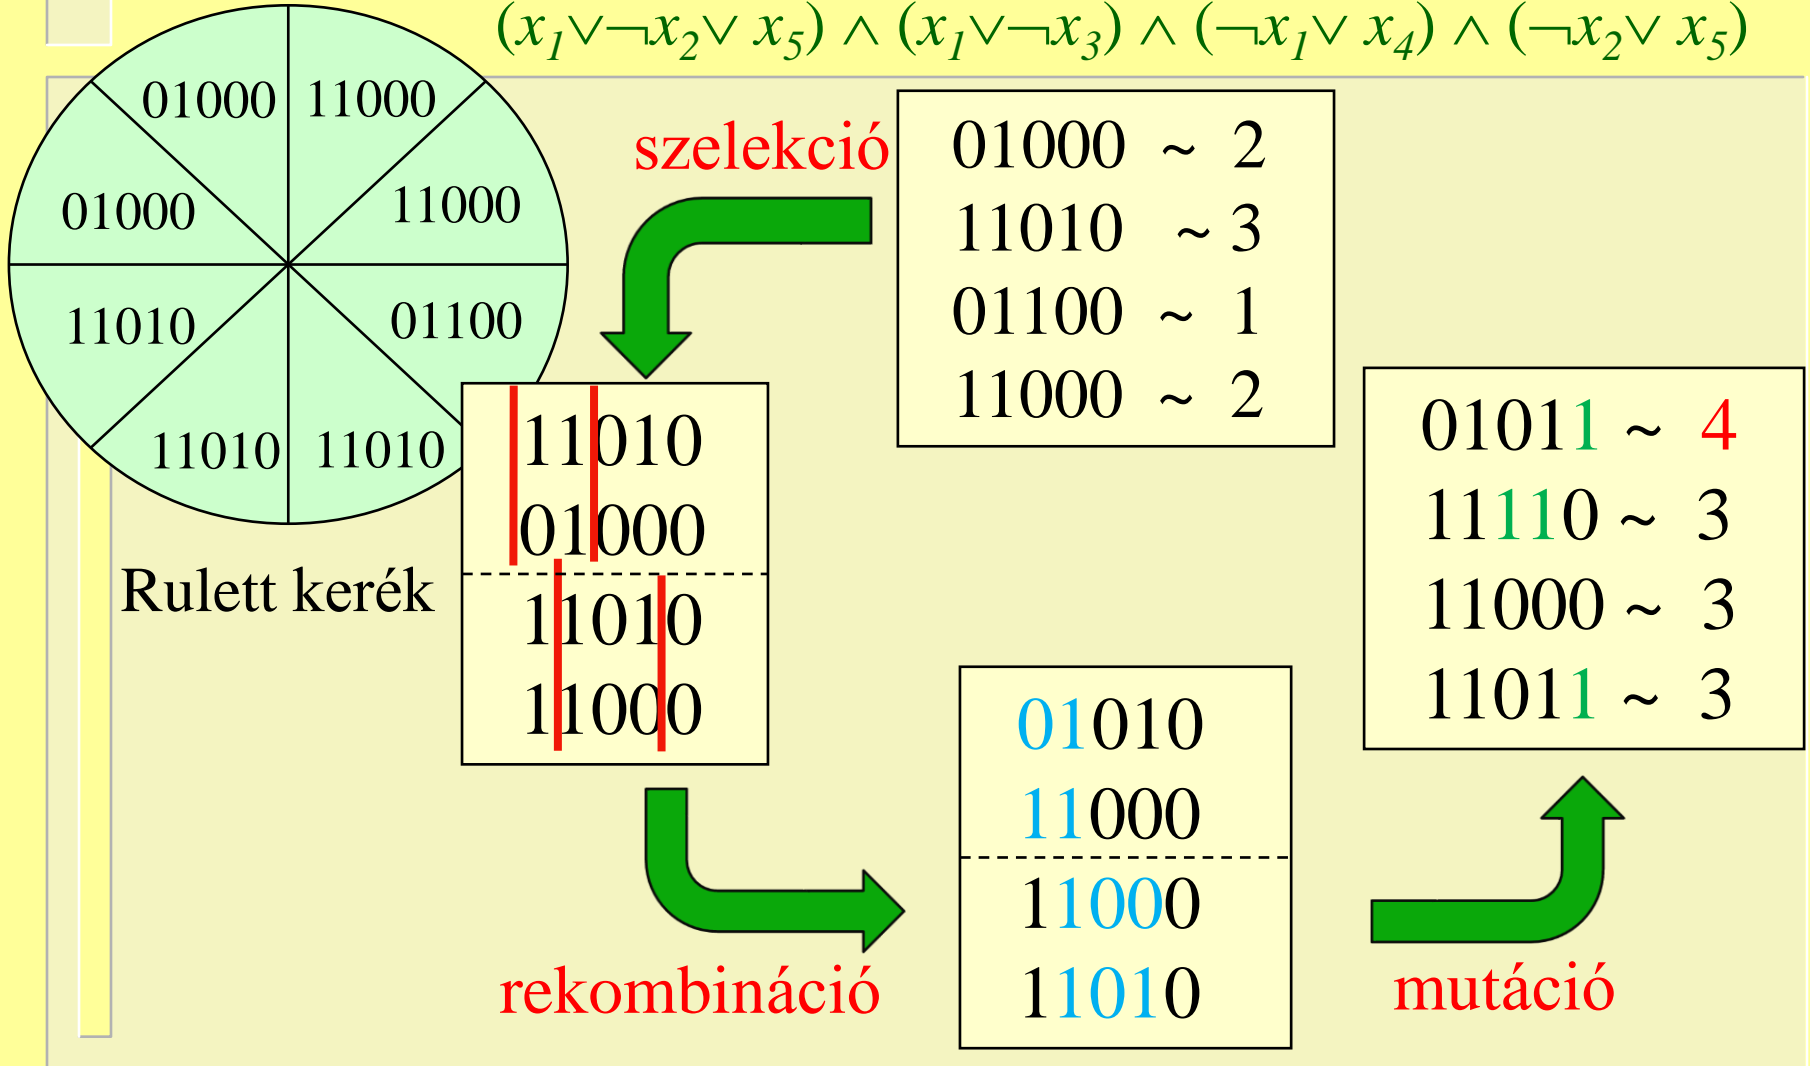 (x₁∨¬x₂∨ x₅) ∧ (x₁∨¬x₃) ∧ (¬x₁∨ x₄) ∧ (¬x₂∨ x₅)
01000 11000
01000 11000
11010 01100
11010 11010
Rulett kerék
szelekció
01000 ~ 2
11010 ~ 3
01100 ~ 1
11000 ~ 2
11010
01000
11010
11000
rekombináció
01010
11000
11000
11010
mutáció
01011 ~ 4
11110 ~ 3
11000 ~ 3
11011 ~ 3